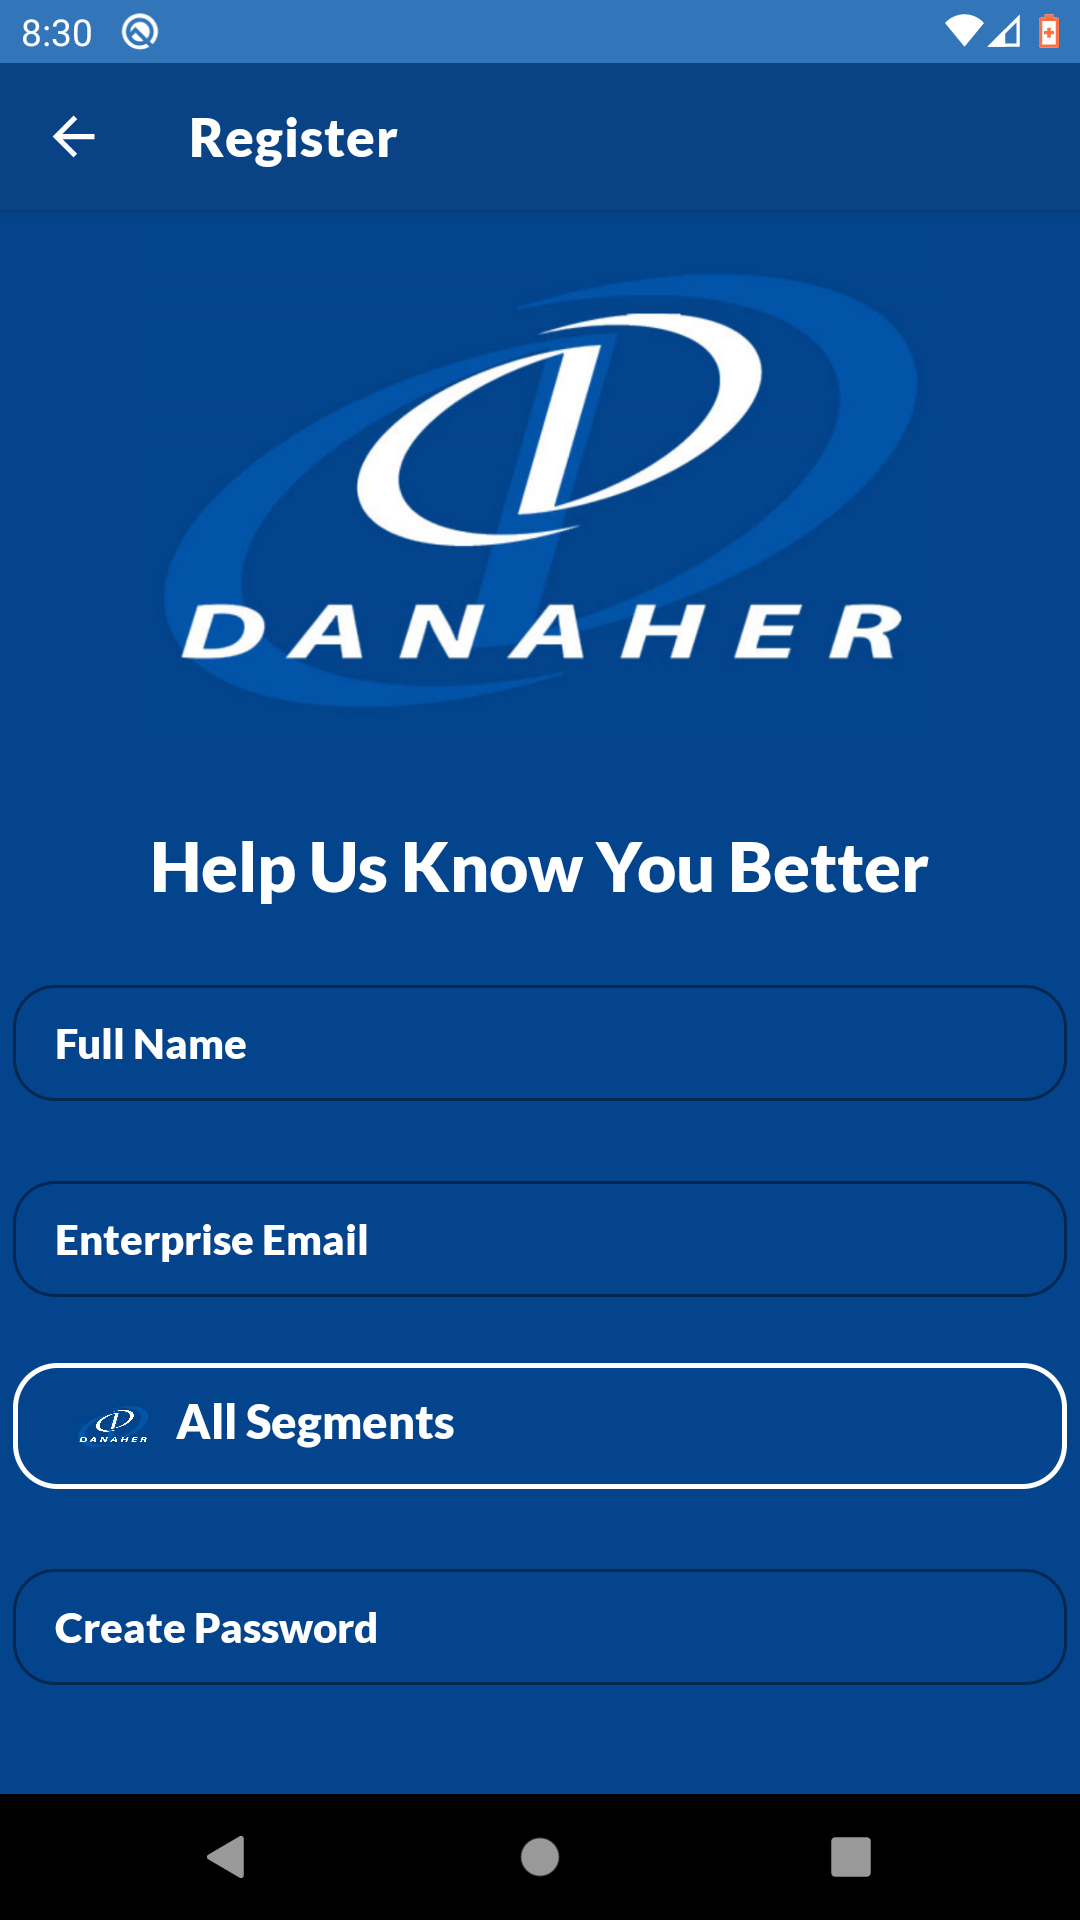 8:30
Register
DANAHER
Help Us Know You Better
Full Name
Enterprise Email
DANAHER All Segments
Create Password